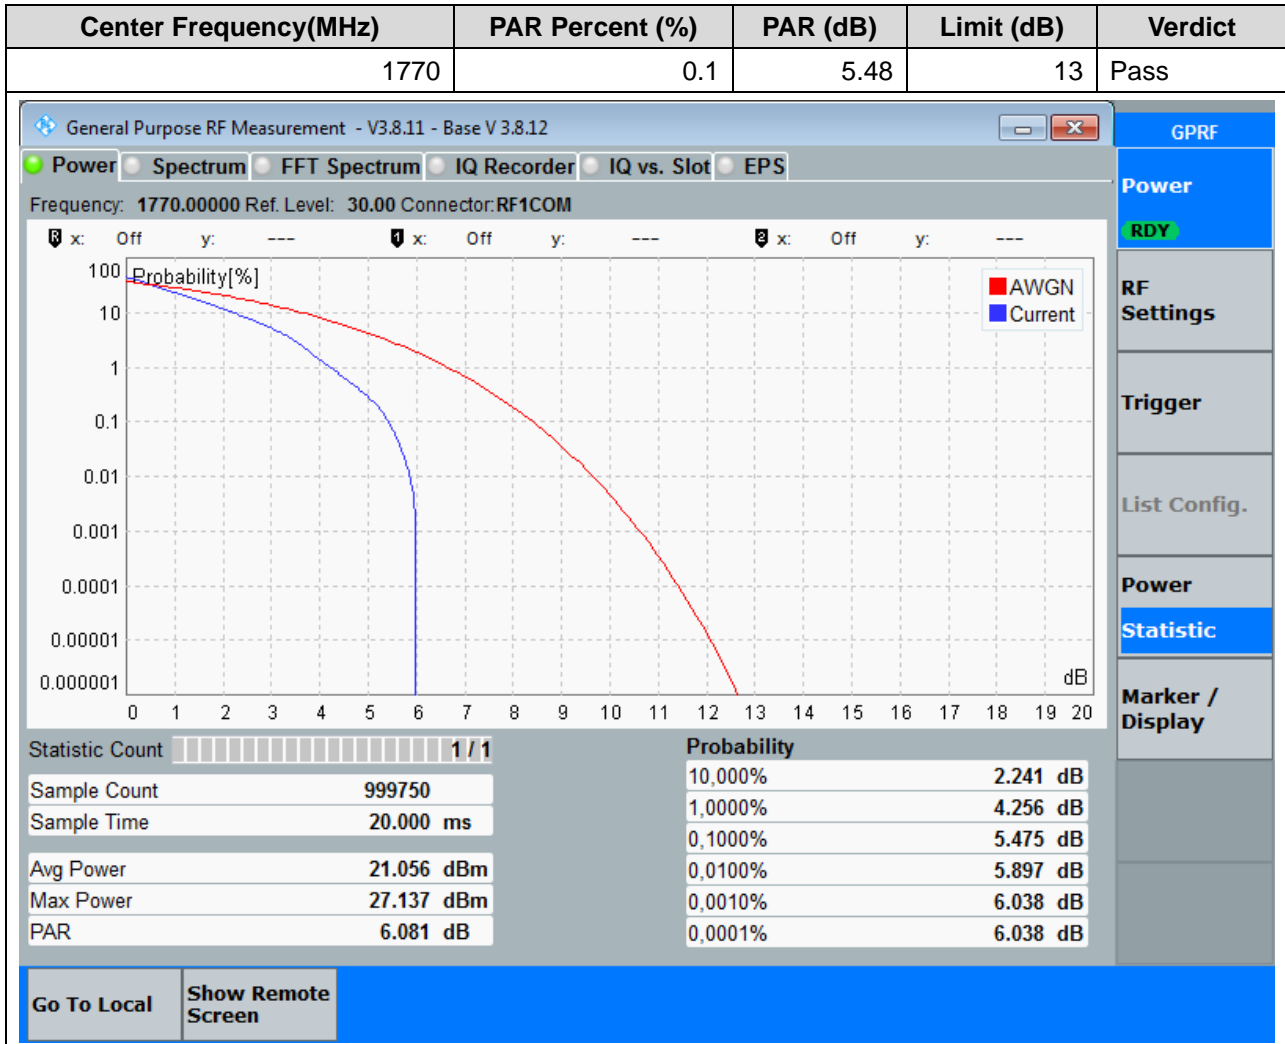 Center Frequency(MHz) PAR Percent (%) PAR (dB) Limit (dB) Verdict
1770 0.1 5.48 13 Pass
General Purpose RF Measurement - V3.8.11 - Base V 3.8.12
GPRF
Power Spectrum FFT Spectrum IQ Recorder IQ vs. Slot EPS
Power
RDY
Frequency: 1770.00000 Ref. Level: 30.00 Connector: RF1COM
R x: Off y: --- 1 x: Off y: --- 2 x: Off y: ---
Probability[%]
100
10
1
0.1
0.01
0.001
0.0001
0.00001
0.000001
AWGN
Current
dB
0 1 2 3 4 5 6 7 8 9 10 11 12 13 14 15 16 17 18 19 20
RF
Settings
Trigger
List Config.
Power
Statistic
Marker /
Display
Statistic Count 1 / 1
Sample Count 999750
Sample Time 20.000 ms
Avg Power 21.056 dBm
Max Power 27.137 dBm
PAR 6.081 dB
Probability
10,000% 2.241 dB
1,0000% 4.256 dB
0,1000% 5.475 dB
0,0100% 5.897 dB
0,0010% 6.038 dB
0,0001% 6.038 dB
Go To Local
Show Remote
Screen